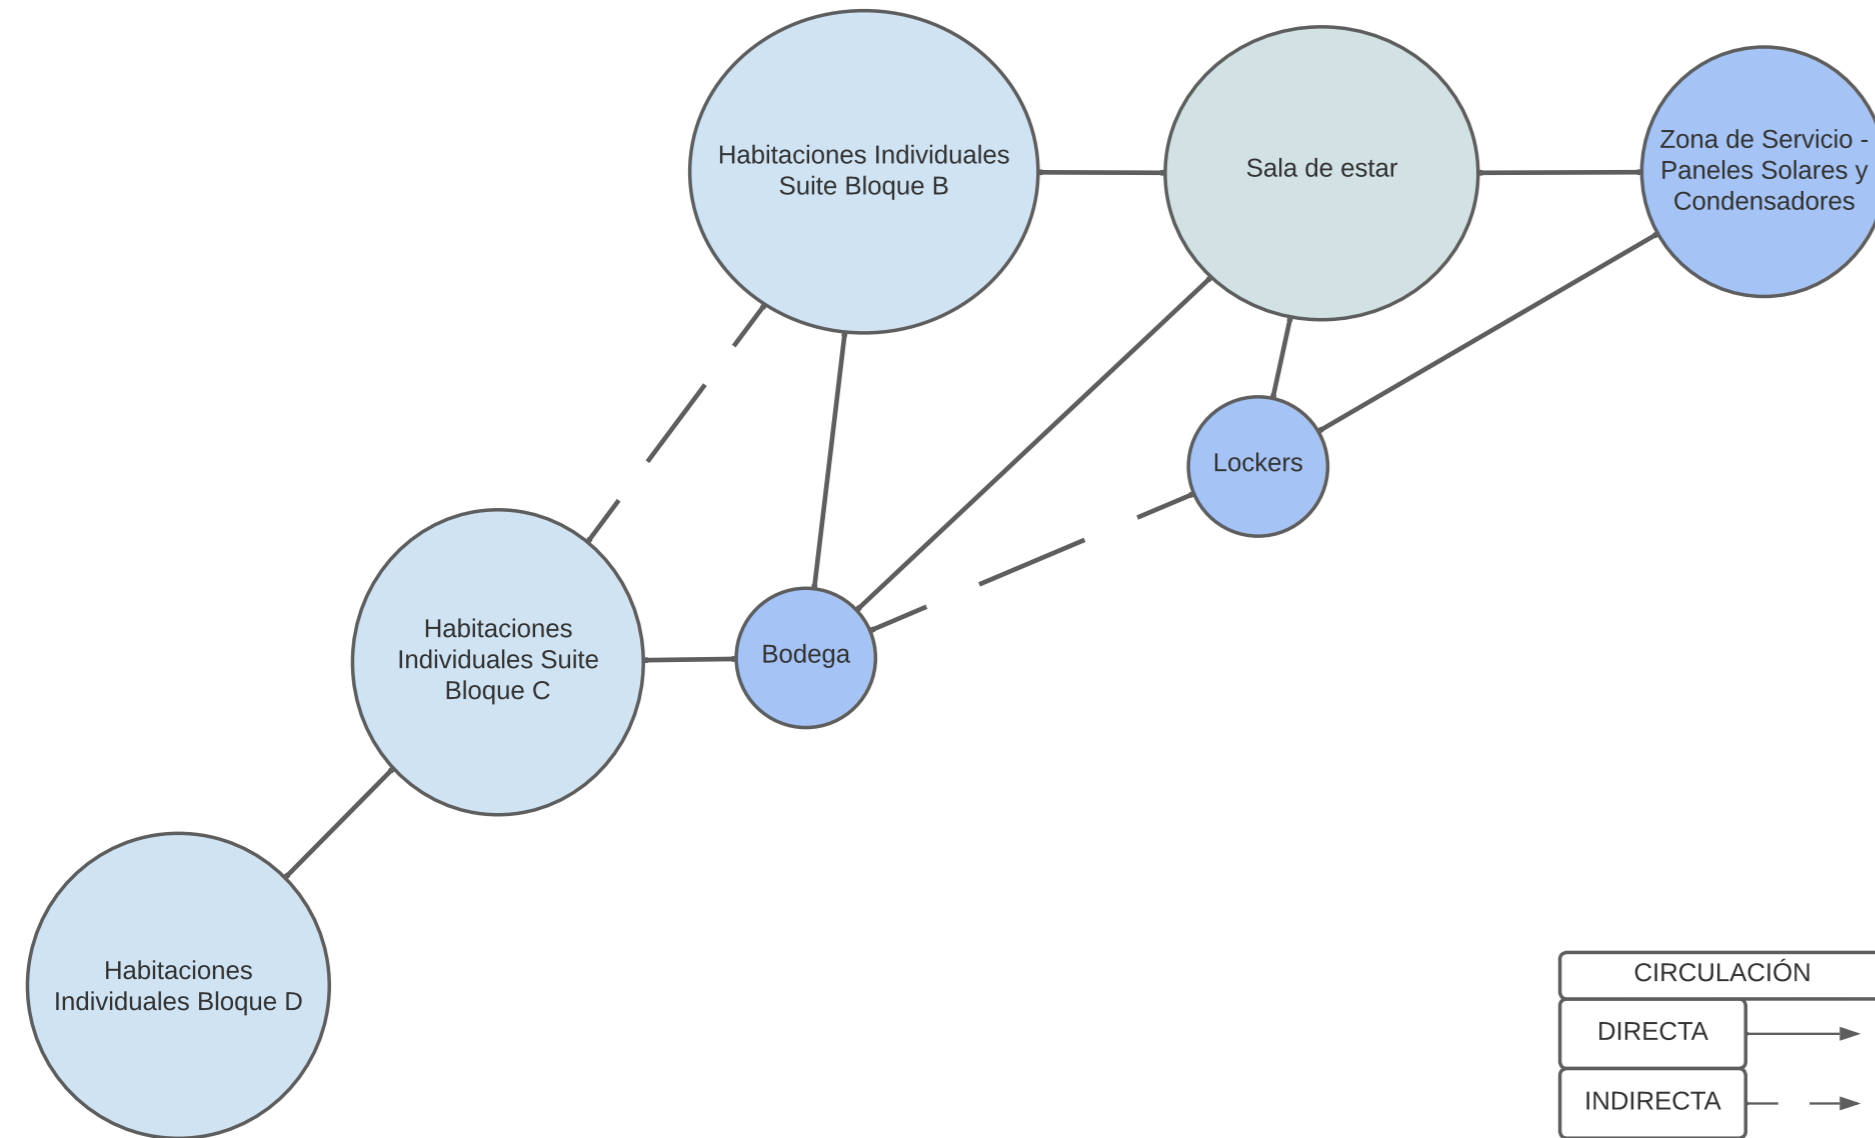 Habitaciones Individuales
Suite Bloque B
Sala de estar
Zona de Servicio -
Paneles Solares y
Condensadores
Lockers
Habitaciones
Individuales Suite
Bloque C
Bodega
Habitaciones
Individuales Bloque D
CIRCULACIÓN
DIRECTA
INDIRECTA